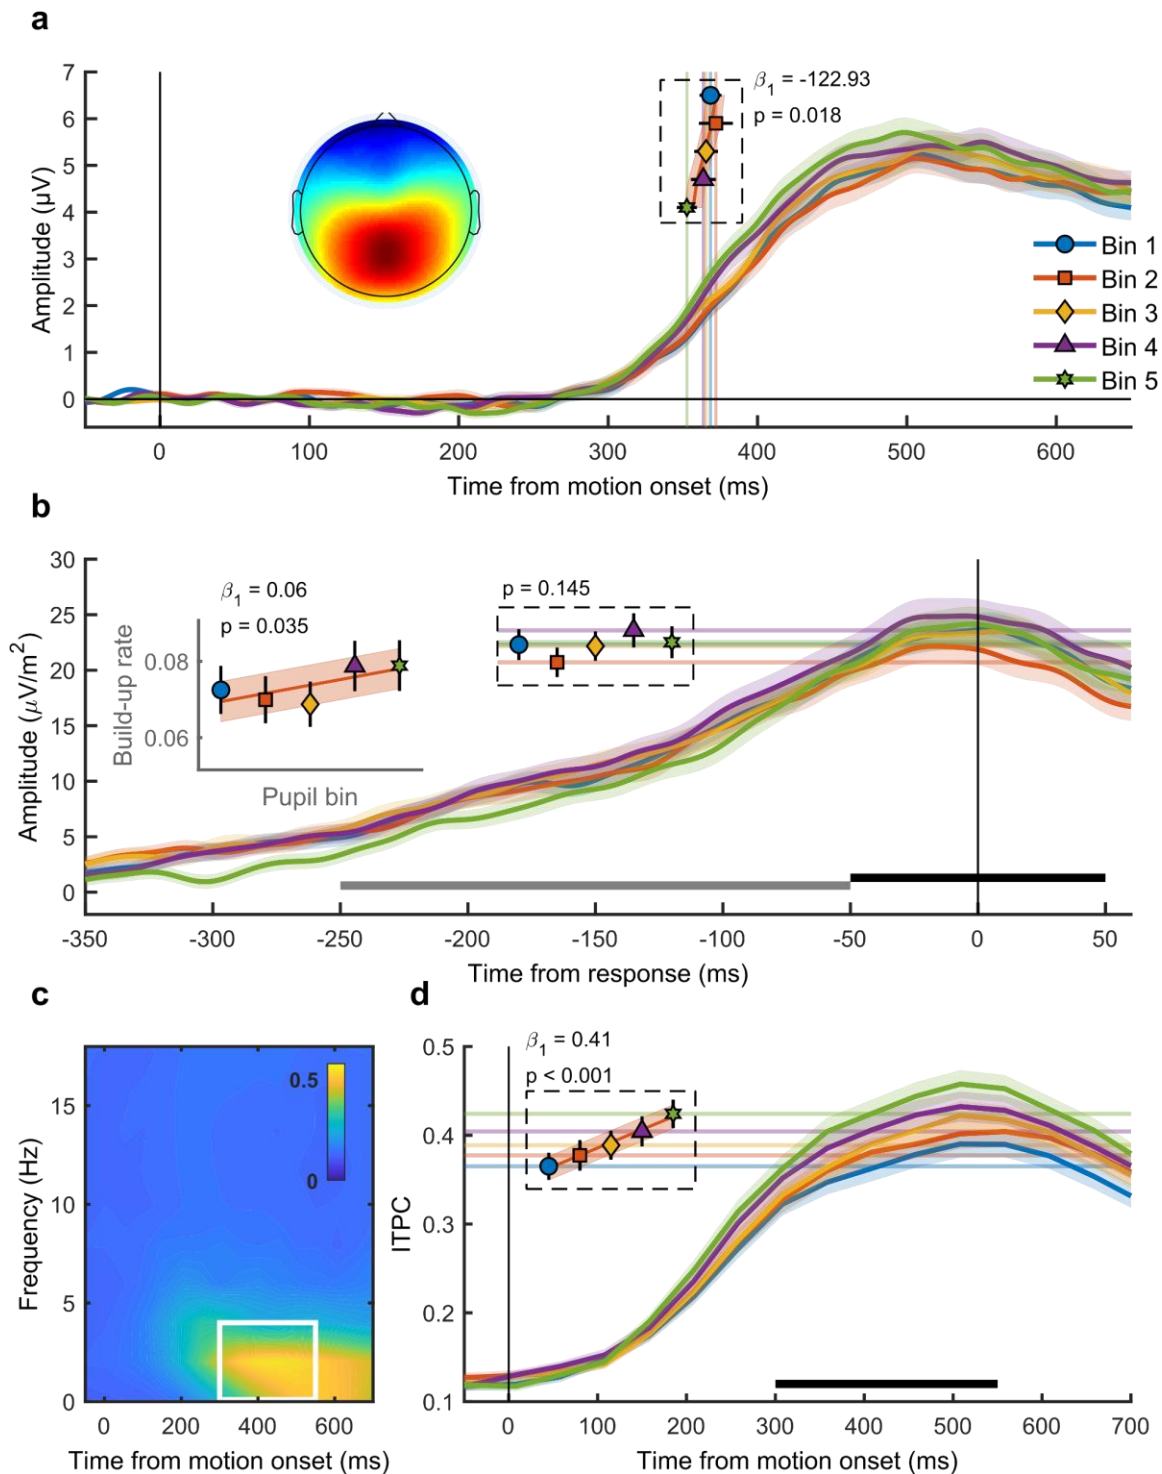 a
7
6
5
4
3
2
1
0
Amplitude (µV)
β1 = -122.93
p = 0.018
Bin 1
Bin 2
Bin 3
Bin 4
Bin 5
0 100 200 300 400 500 600
Time from motion onset (ms)
b
30
25
20
15
10
5
0
Amplitude (µV/m²)
β1 = 0.06
p = 0.035
0.08
0.06
Build-up rate
Pupil bin
p = 0.145
-350 -300 -250 -200 -150 -100 -50 0 50
Time from response (ms)
c
15
10
5
0
Frequency (Hz)
0.5
0
0 200 400 600
Time from motion onset (ms)
d
β1 = 0.41
p < 0.001
0.5
0.4
0.3
0.2
0.1
ITPC
0 100 200 300 400 500 600 700
Time from motion onset (ms)